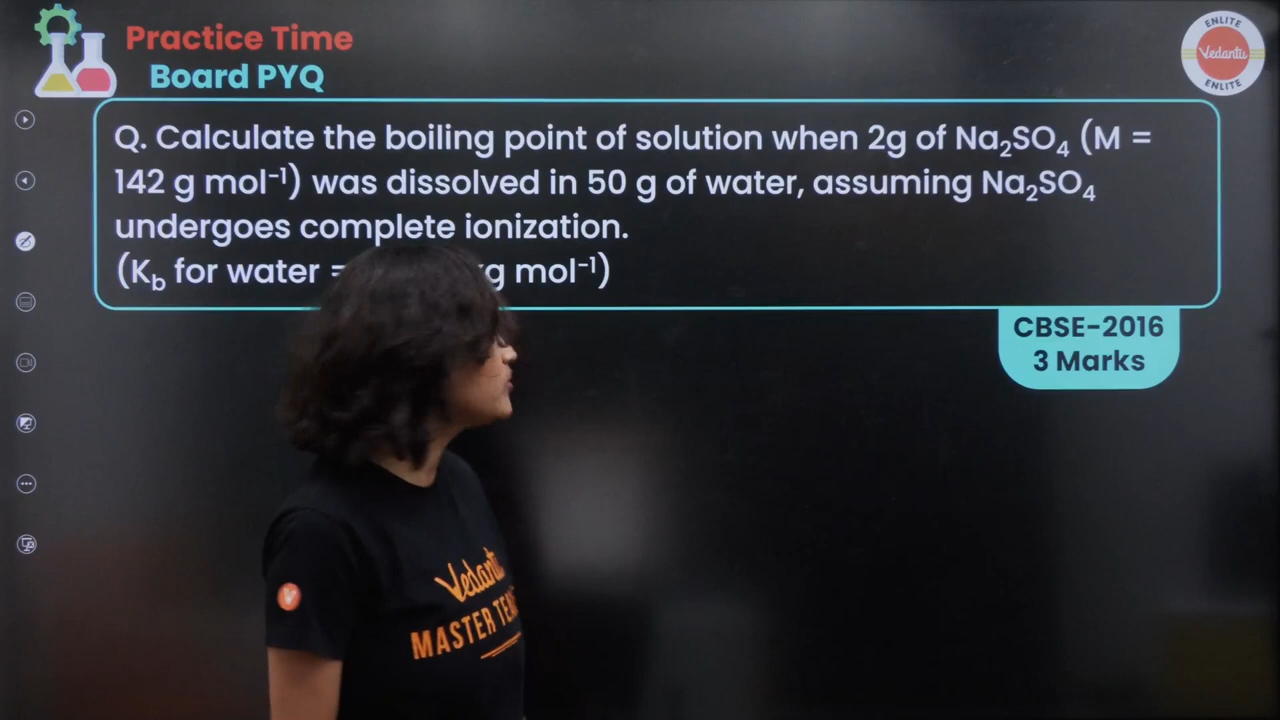 Practice Time
Board PYQ
ENLITE
Vedantu
ENLITE
Q. Calculate the boiling point of solution when 2g of Na₂SO₄ (M =
142 g mol⁻¹) was dissolved in 50 g of water, assuming Na₂SO₄
undergoes complete ionization.
(K_b for water = mol⁻¹)
CBSE-2016
3 Marks
Vedantu
MASTER